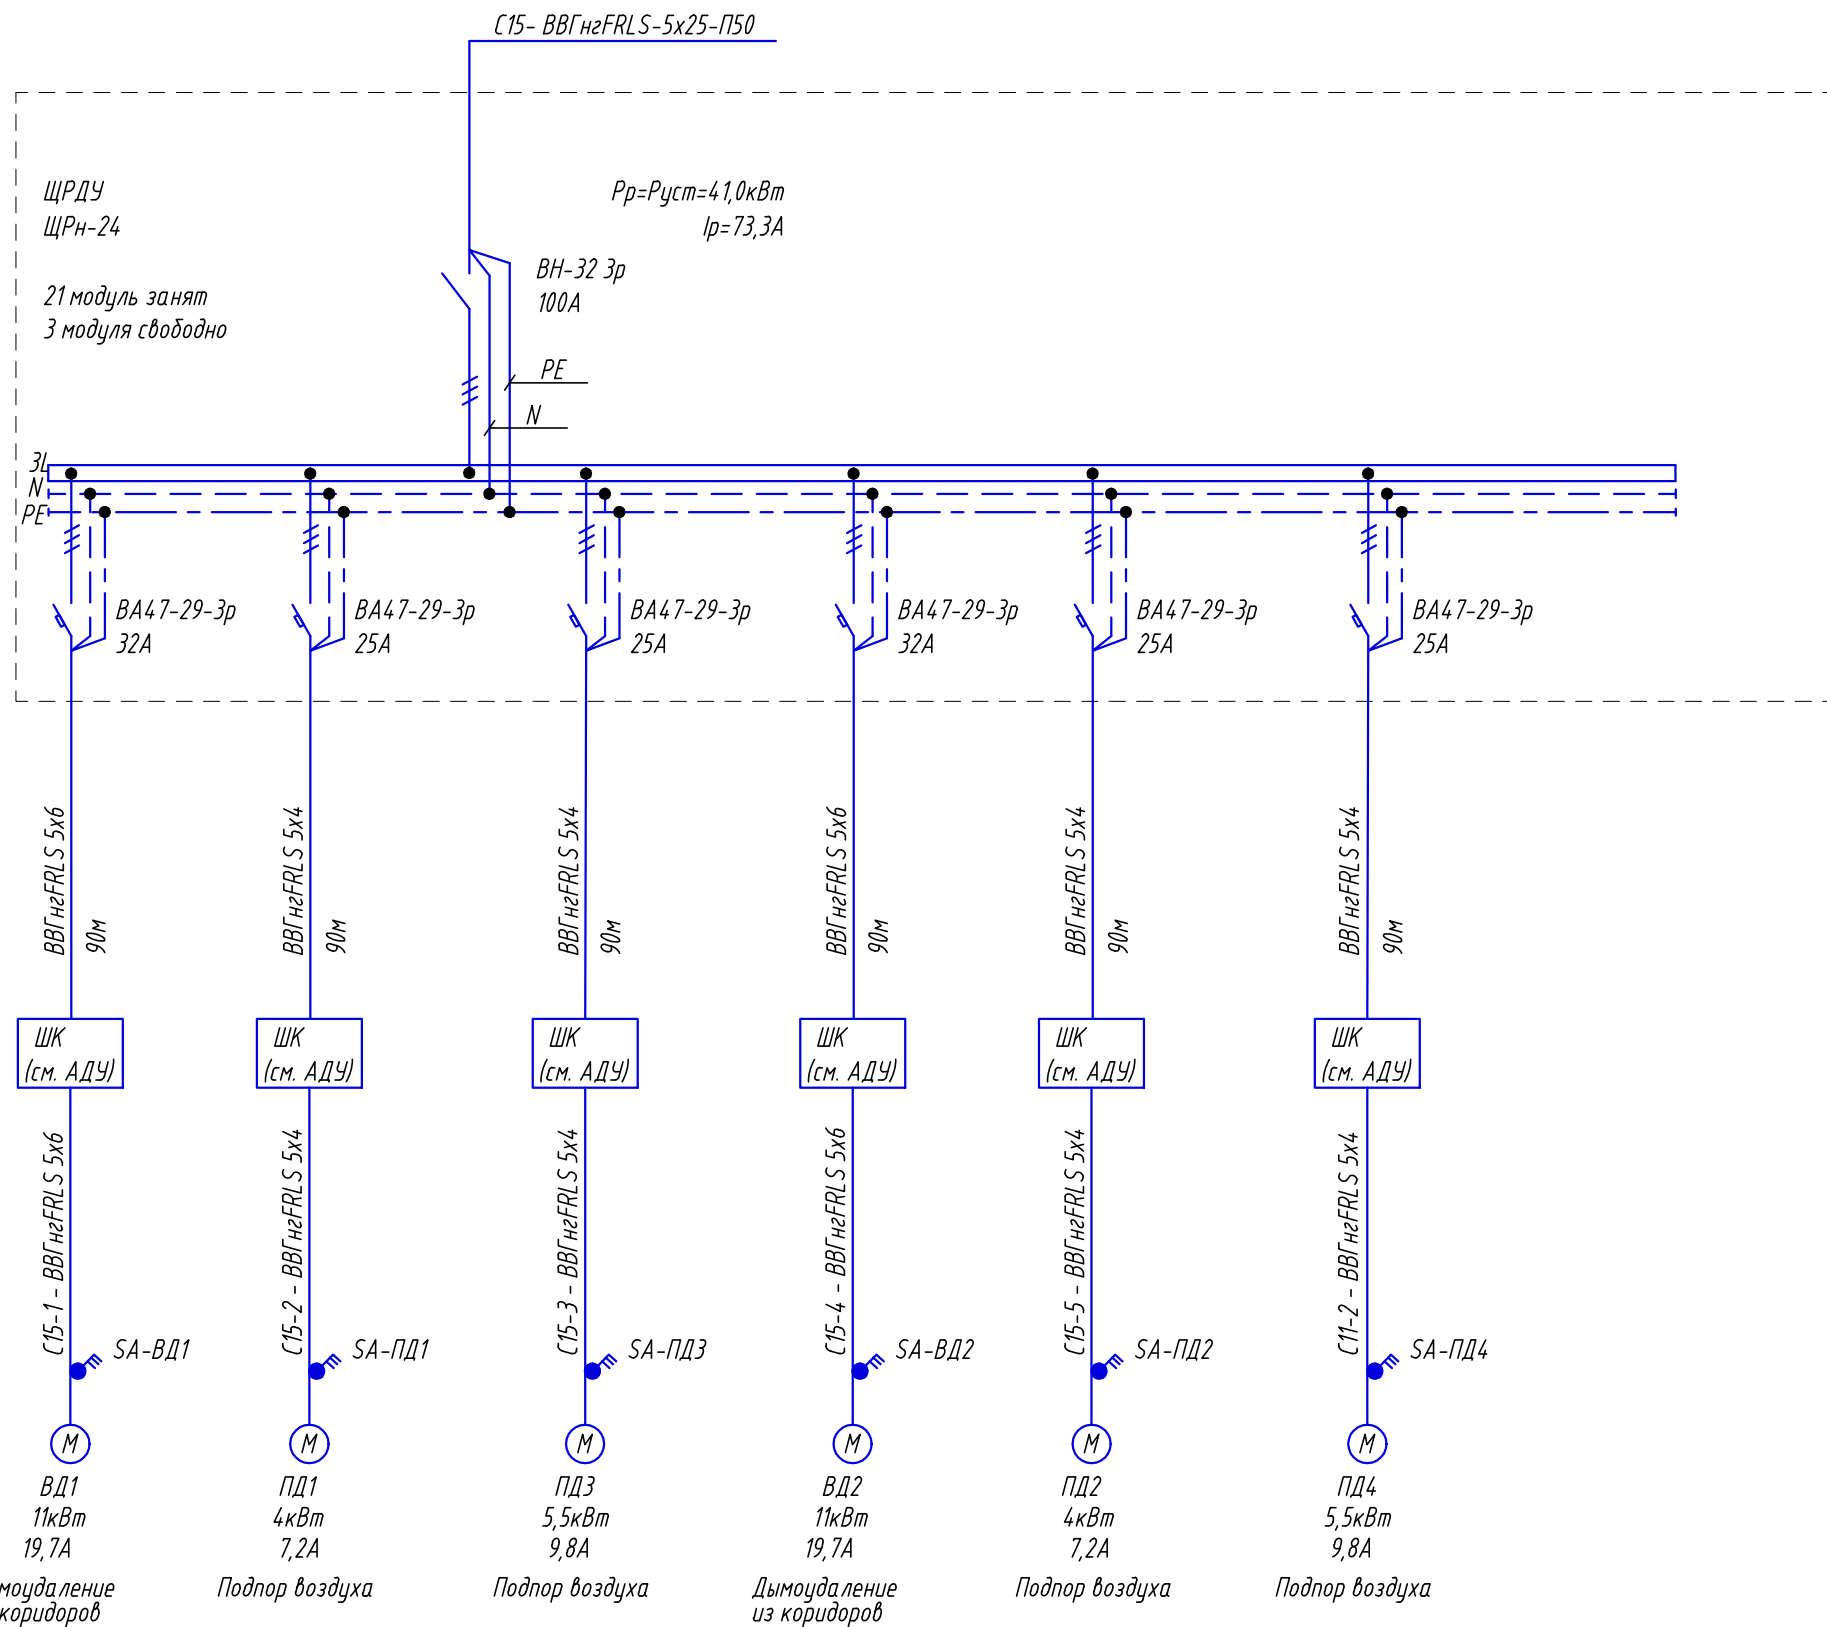 С15- ВВГнгFRLS-5х25-П50
ЩРДУ
ЩРн-24
21 модуль занят
3 модуля свободно
Рр=Руст=41,0кВт
Iр=73,3А
ВН-32 3р
100А
PE
N
3L
N
PE
ВА47-29-3р
32А
ВА47-29-3р
25А
ВА47-29-3р
25А
ВА47-29-3р
32А
ВА47-29-3р
25А
ВА47-29-3р
25А
ВВГнгFRLS 5х6
90м
ВВГнгFRLS 5х4
90м
ВВГнгFRLS 5х4
90м
ВВГнгFRLS 5х6
90м
ВВГнгFRLS 5х4
90м
ВВГнгFRLS 5х4
90м
ШК
(см. АДУ)
ШК
(см. АДУ)
ШК
(см. АДУ)
ШК
(см. АДУ)
ШК
(см. АДУ)
ШК
(см. АДУ)
С15-1 - ВВГнгFRLS 5х6
С15-2 - ВВГнгFRLS 5х4
С15-3 - ВВГнгFRLS 5х4
С15-4 - ВВГнгFRLS 5х6
С15-5 - ВВГнгFRLS 5х4
С11-2 - ВВГнгFRLS 5х4
SA-ВД1
SA-ПД1
SA-ПД3
SA-ВД2
SA-ПД2
SA-ПД4
М
М
М
М
М
М
ВД1
11кВт
19,7А
моудаление
коридоров
ПД1
4кВт
7,2А
Подпор воздуха
ПД3
5,5кВт
9,8А
Подпор воздуха
ВД2
11кВт
19,7А
Дымоудаление
из коридоров
ПД2
4кВт
7,2А
Подпор воздуха
ПД4
5,5кВт
9,8А
Подпор воздуха